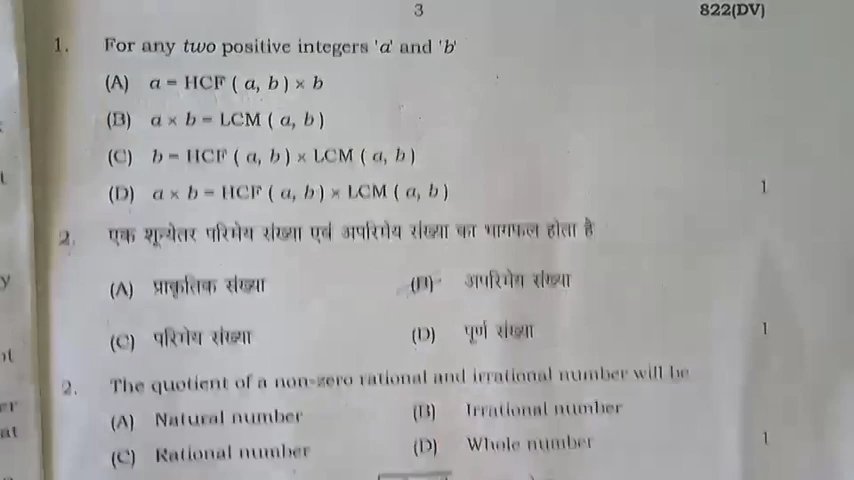 3
822(DV)
1. For any two positive integers 'a' and 'b'
(A) a = HCF ( a, b ) × b
(B) a × b = LCM ( a, b )
(C) b = HCF ( a, b ) × LCM ( a, b )
(D) a × b = HCF ( a, b ) × LCM ( a, b ) 1
2. एक शून्येतर परिमेय संख्या एवं अपरिमेय संख्या का भागफल होता है
(A) प्राकृतिक संख्या (B) अपरिमेय संख्या
(C) परिमेय संख्या (D) पूर्ण संख्या 1
2. The quotient of a non-zero rational and irrational number will be
(A) Natural number (B) Irrational number
(C) Rational number (D) Whole number 1